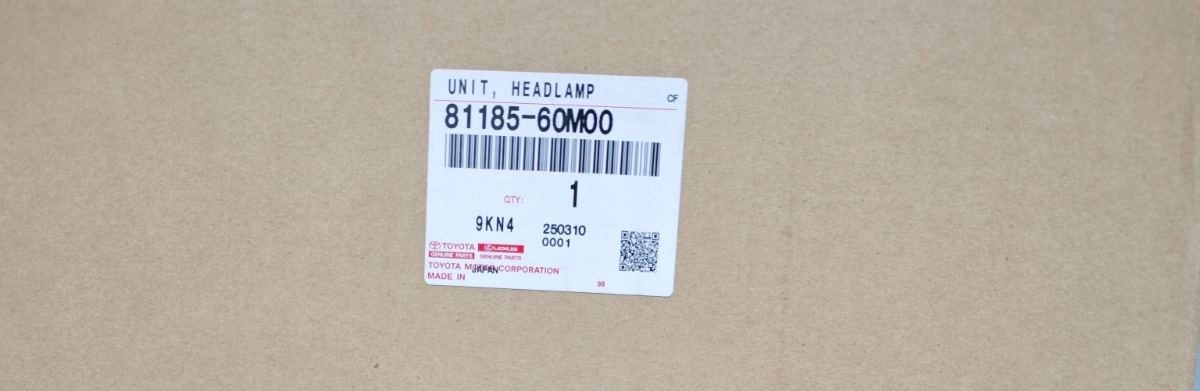 UNIT, HEADLAMP
CF
81185-60M00
QTY: 1
9KN4 250310
0001
TOYOTA LEXUS
GENUINE PARTS GENUINE PARTS
TOYOTA MOTOR CORPORATION
MADE IN JAPAN
98